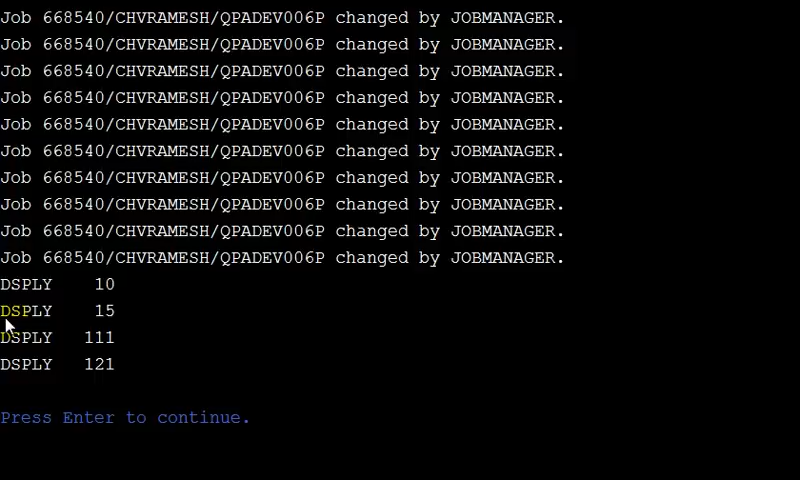 Job 668540/CHVRAMESH/QPADEV006P changed by JOBMANAGER.
Job 668540/CHVRAMESH/QPADEV006P changed by JOBMANAGER.
Job 668540/CHVRAMESH/QPADEV006P changed by JOBMANAGER.
Job 668540/CHVRAMESH/QPADEV006P changed by JOBMANAGER.
Job 668540/CHVRAMESH/QPADEV006P changed by JOBMANAGER.
Job 668540/CHVRAMESH/QPADEV006P changed by JOBMANAGER.
Job 668540/CHVRAMESH/QPADEV006P changed by JOBMANAGER.
Job 668540/CHVRAMESH/QPADEV006P changed by JOBMANAGER.
Job 668540/CHVRAMESH/QPADEV006P changed by JOBMANAGER.
Job 668540/CHVRAMESH/QPADEV006P changed by JOBMANAGER.
DSPLY    10
DSPLY    15
DSPLY   111
DSPLY   121
Press Enter to continue.